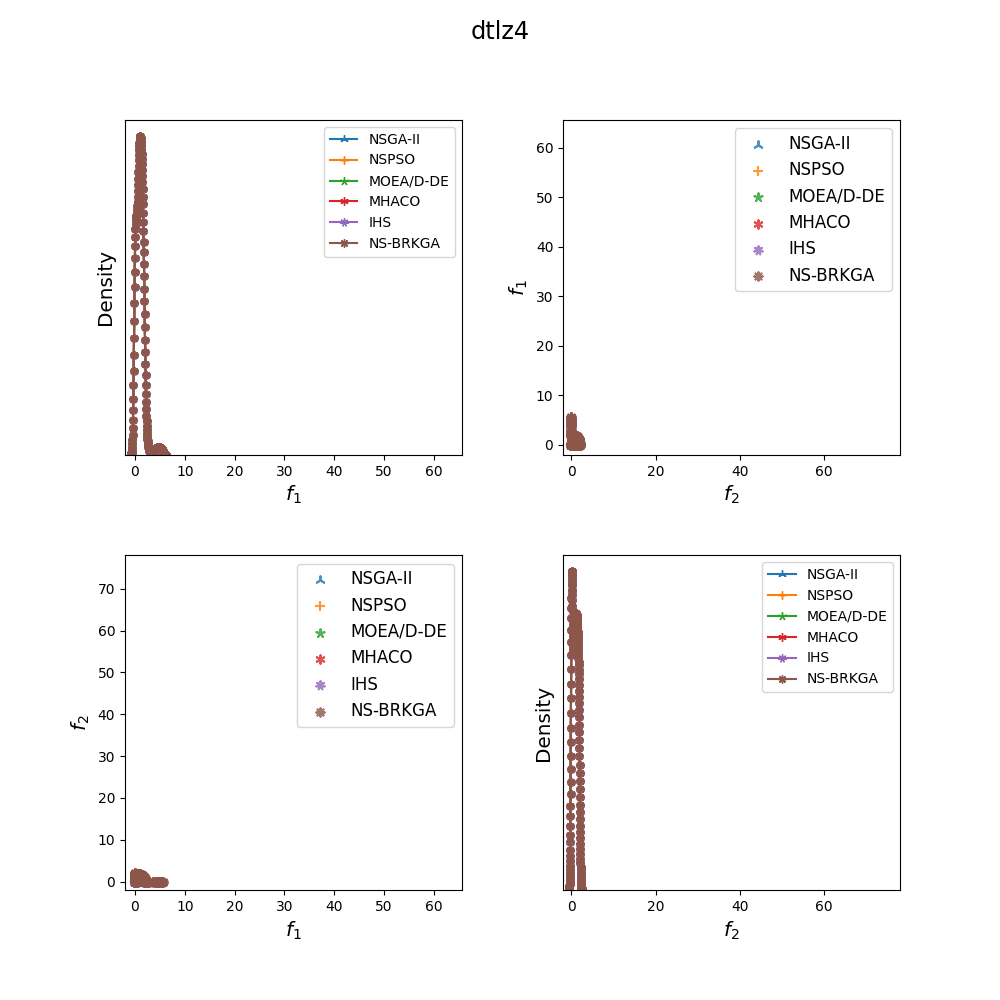 dtlz4
NSGA-II
NSPSO
MOEA/D-DE
MHACO
IHS
NS-BRKGA
Density
0 10 20 30 40 50 60
f1
NSGA-II
NSPSO
MOEA/D-DE
MHACO
IHS
NS-BRKGA
60
50
40
30
20
10
0
f1
0 20 40 60
f2
NSGA-II
NSPSO
MOEA/D-DE
MHACO
IHS
NS-BRKGA
70
60
50
40
30
20
10
0
f2
0 10 20 30 40 50 60
f1
NSGA-II
NSPSO
MOEA/D-DE
MHACO
IHS
NS-BRKGA
Density
0 20 40 60
f2